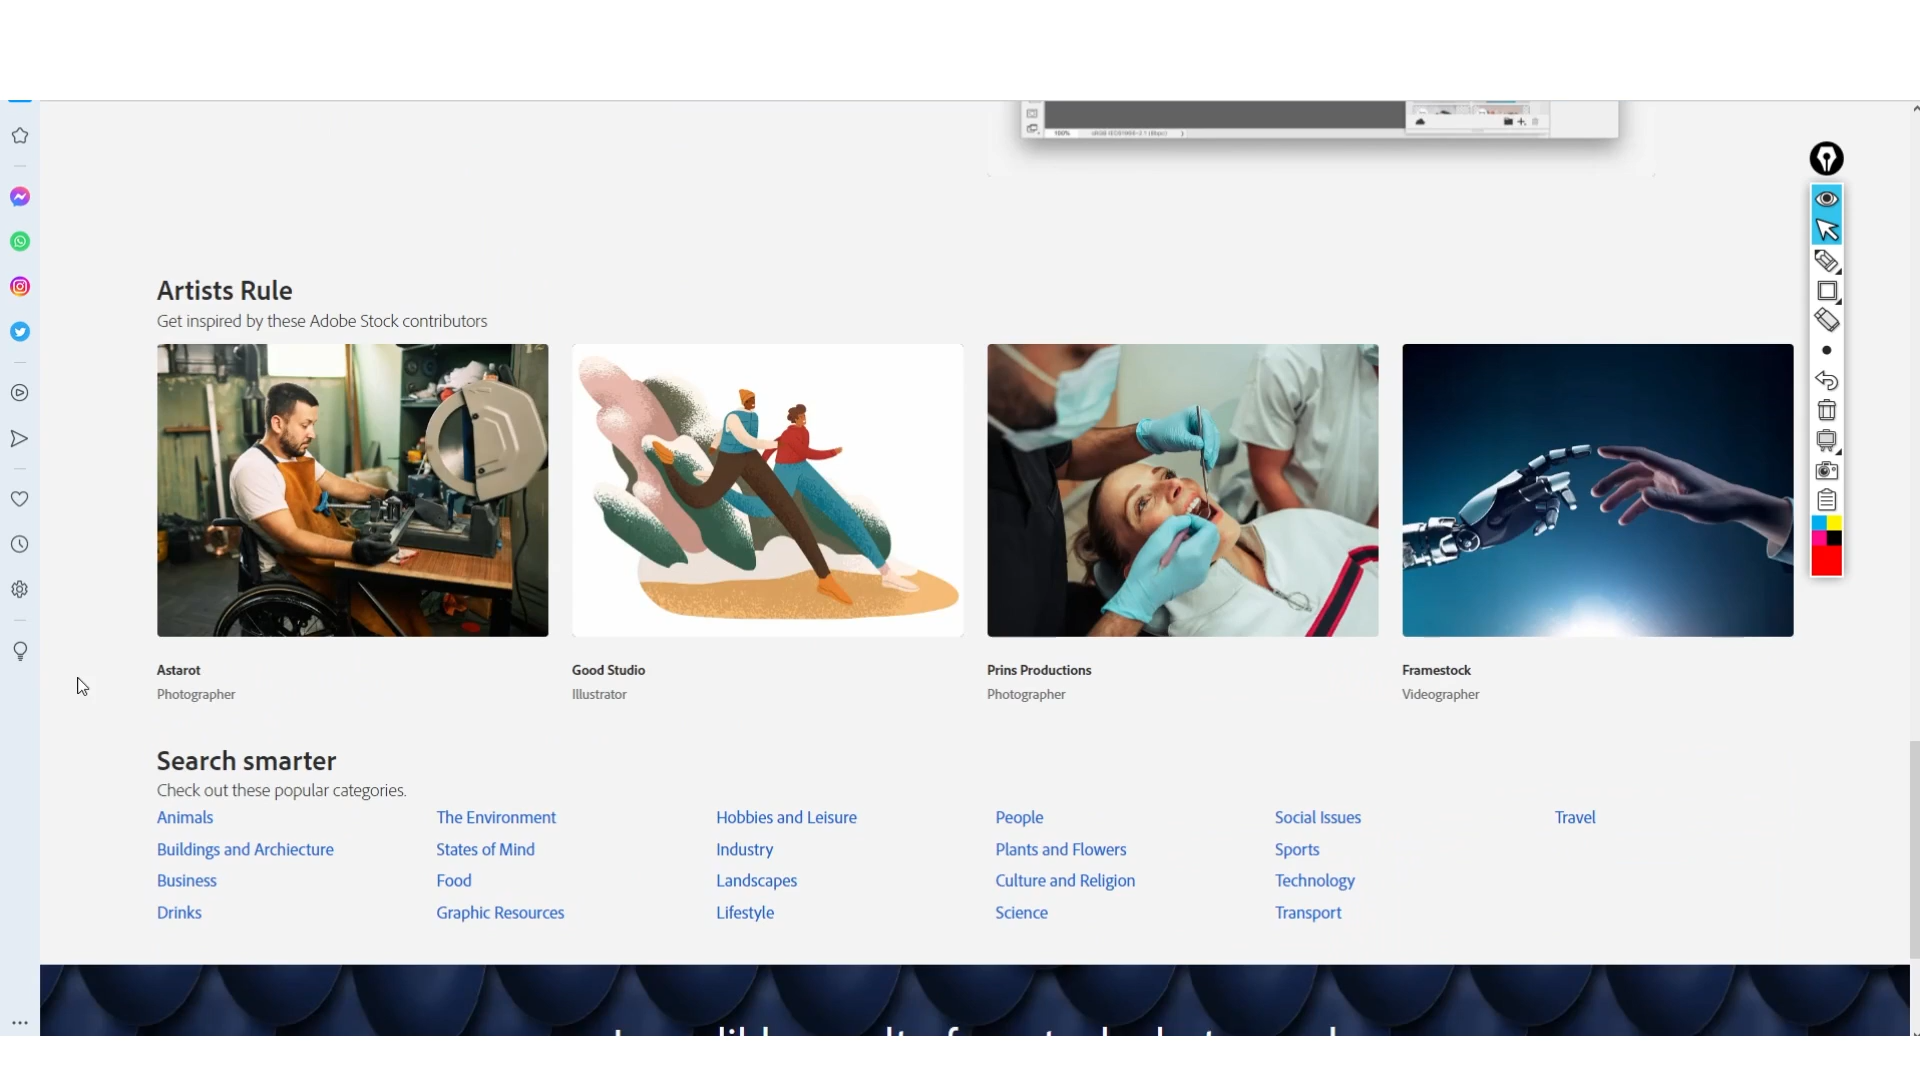 100%
Artists Rule
Get inspired by these Adobe Stock contributors
Astarot
Photographer
Good Studio
Illustrator
Prins Productions
Photographer
Framestock
Videographer
Search smarter
Check out these popular categories.
Animals
The Environment
Hobbies and Leisure
People
Social Issues
Travel
Buildings and Archiecture
States of Mind
Industry
Plants and Flowers
Sports
Business
Food
Landscapes
Culture and Religion
Technology
Drinks
Graphic Resources
Lifestyle
Science
Transport